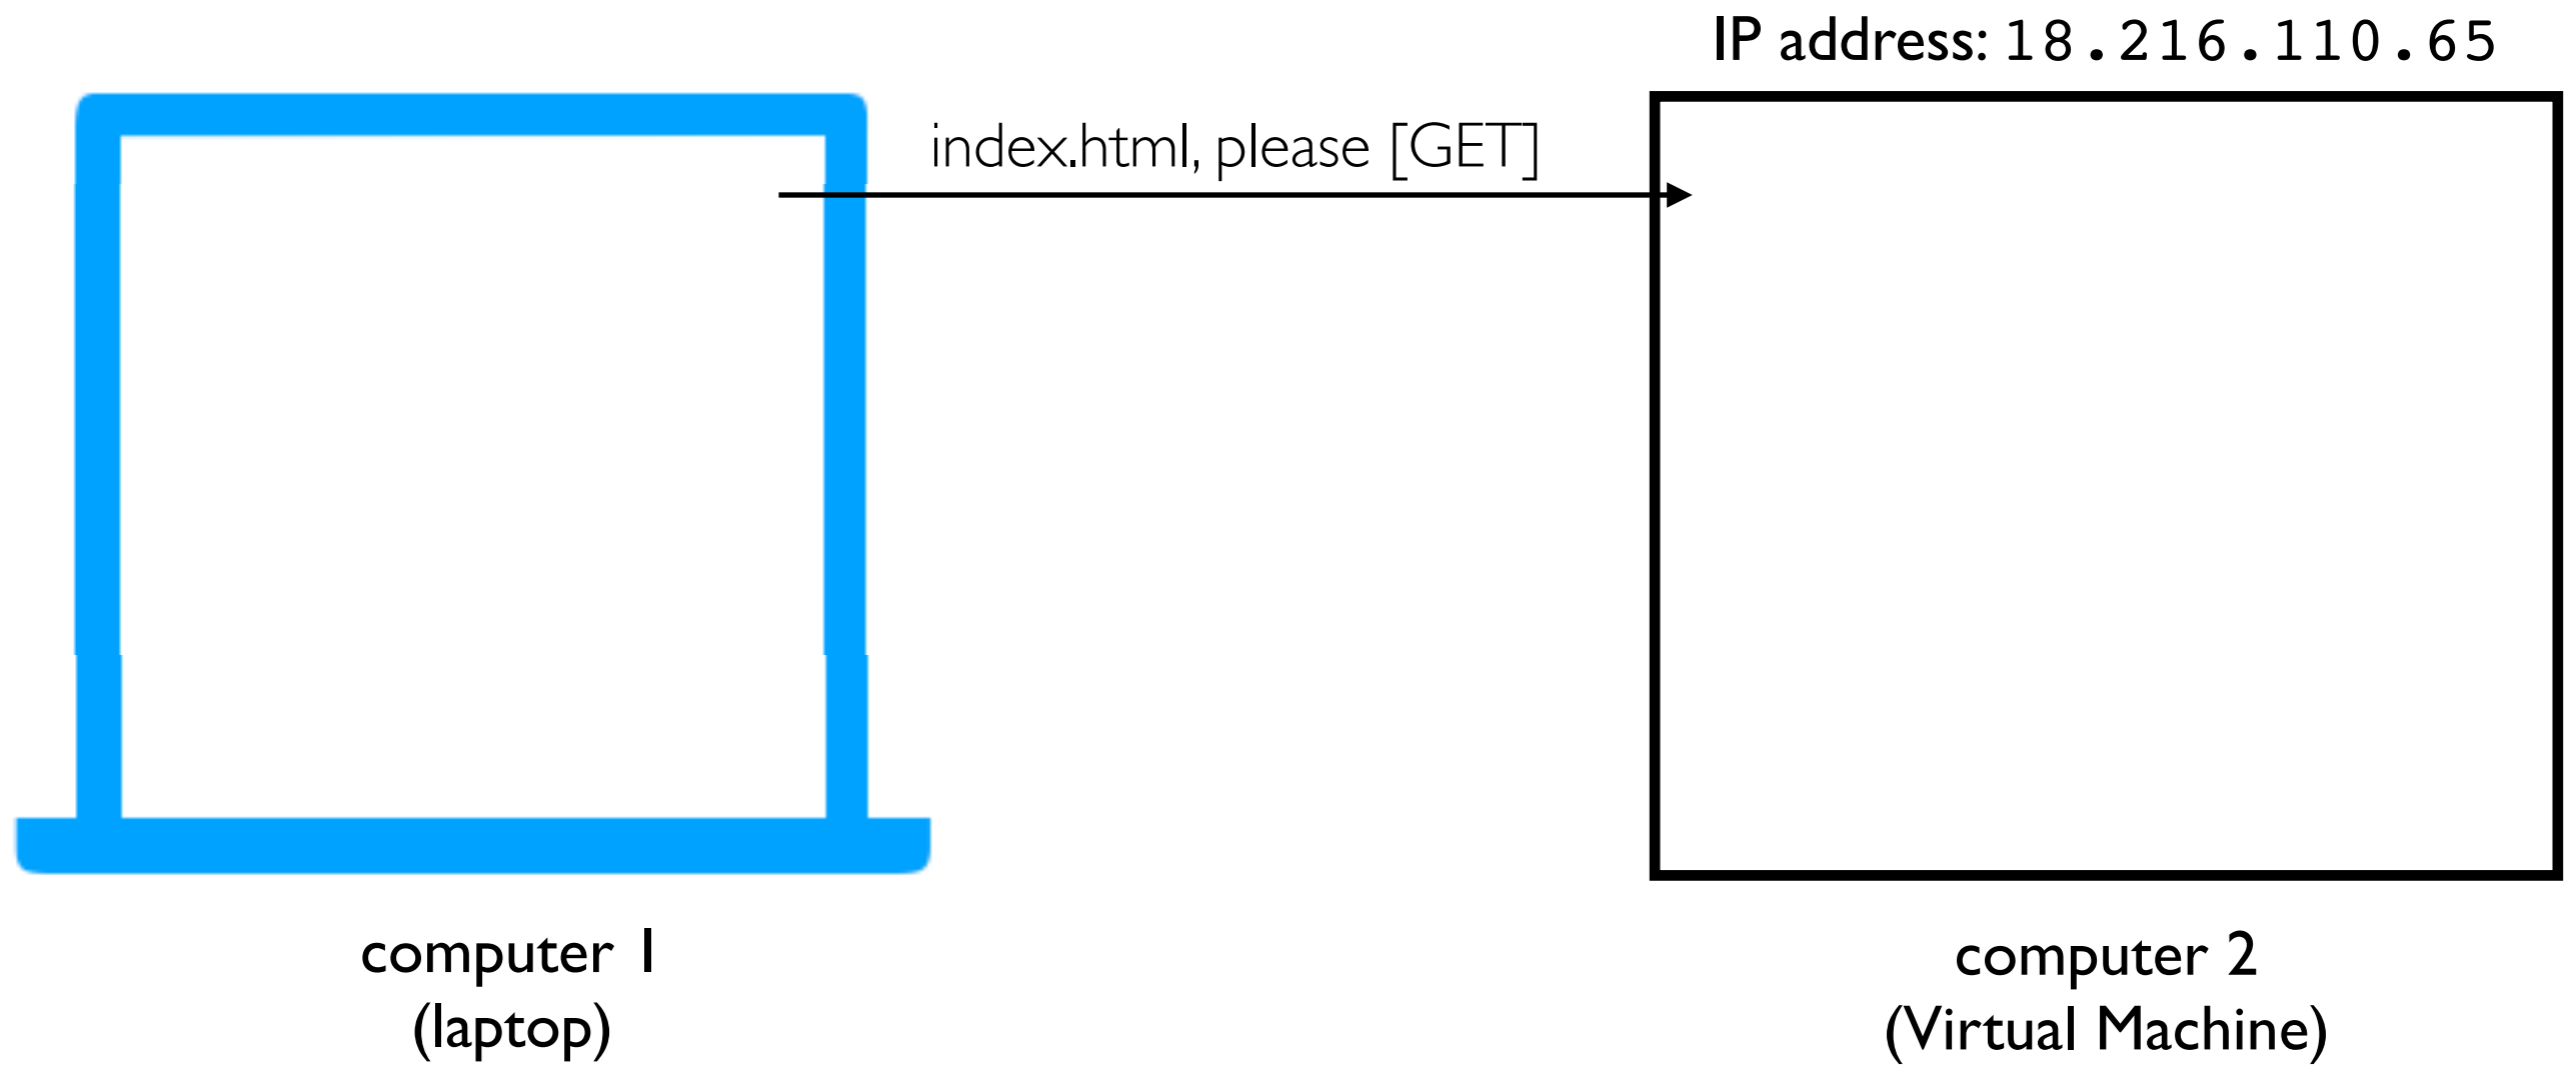 IP address: 18.216.110.65
index.html, please [GET]
computer 1
(laptop)
computer 2
(Virtual Machine)